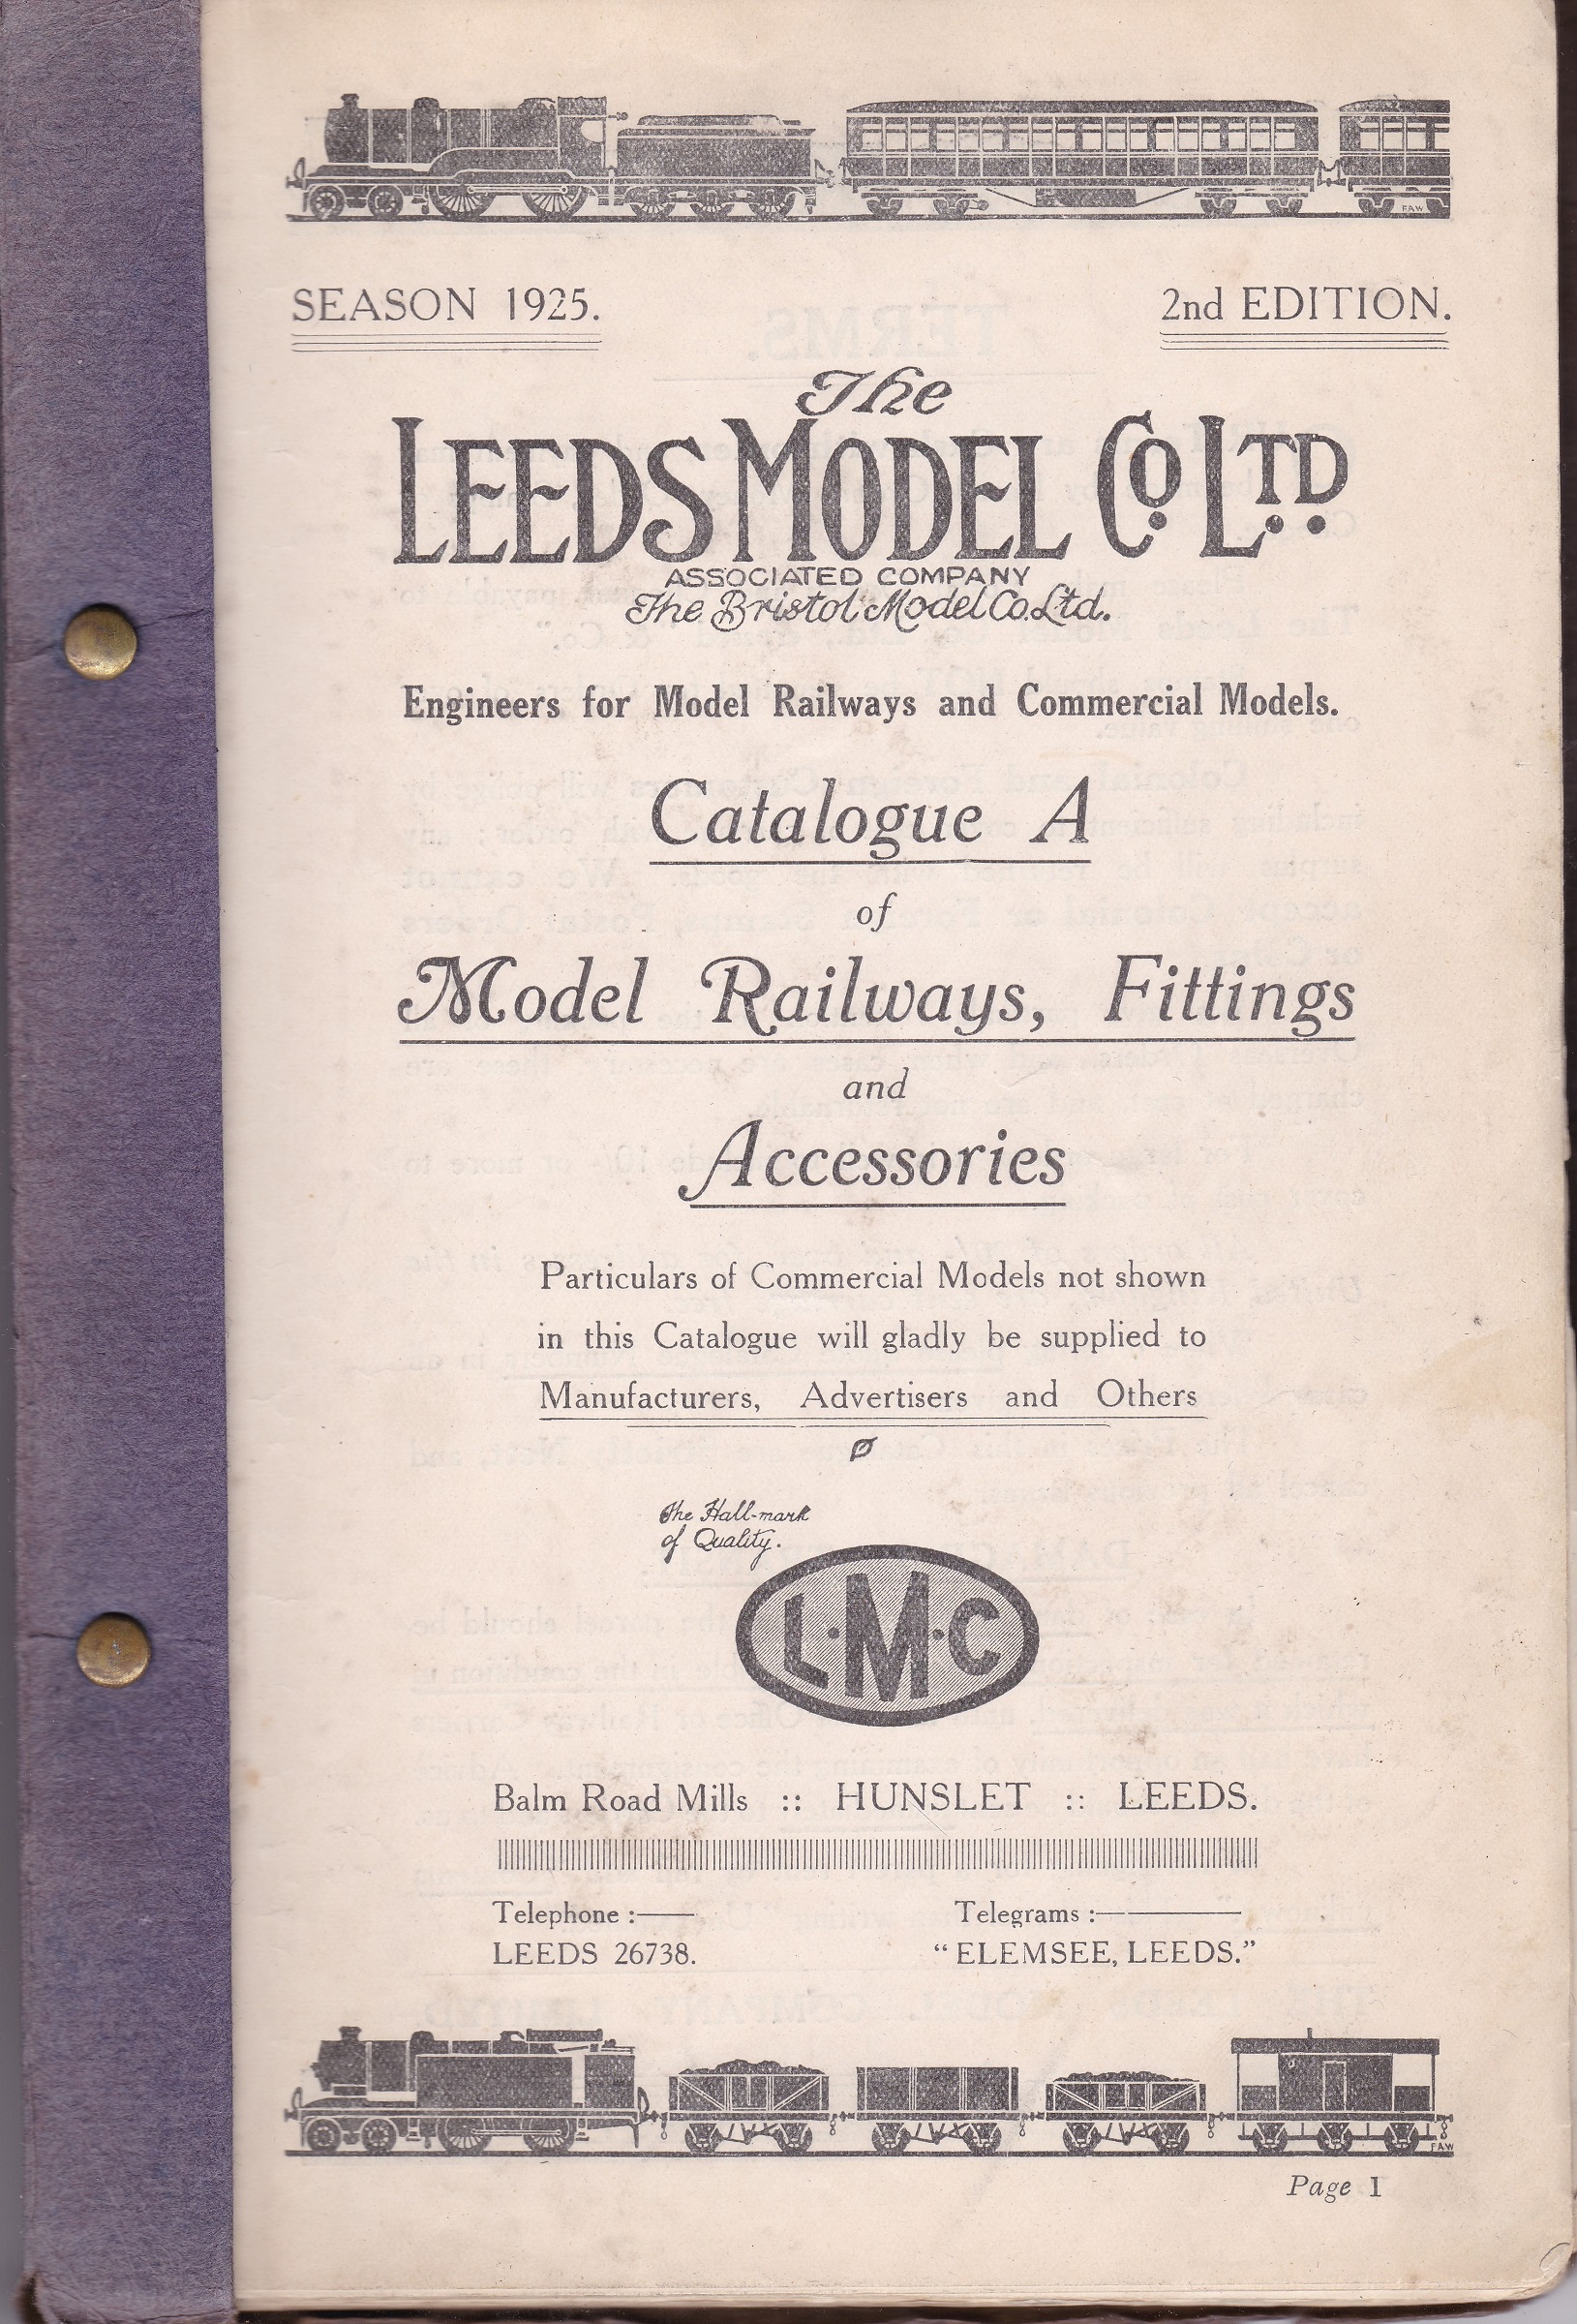 FAW
SEASON 1925.
2nd EDITION.
The
LEEDS MODEL Co. LTD.
ASSOCIATED COMPANY
The Bristol Model Co. Ltd.
Engineers for Model Railways and Commercial Models.
Catalogue A
of
Model Railways, Fittings
and
Accessories
Particulars of Commercial Models not shown
in this Catalogue will gladly be supplied to
Manufacturers, Advertisers and Others
The Hall-mark
of Quality.
L·M·C
Balm Road Mills :: HUNSLET :: LEEDS.
Telephone :—
Telegrams :—
LEEDS 26738.
“ELEMSEE, LEEDS.”
FAW
Page 1